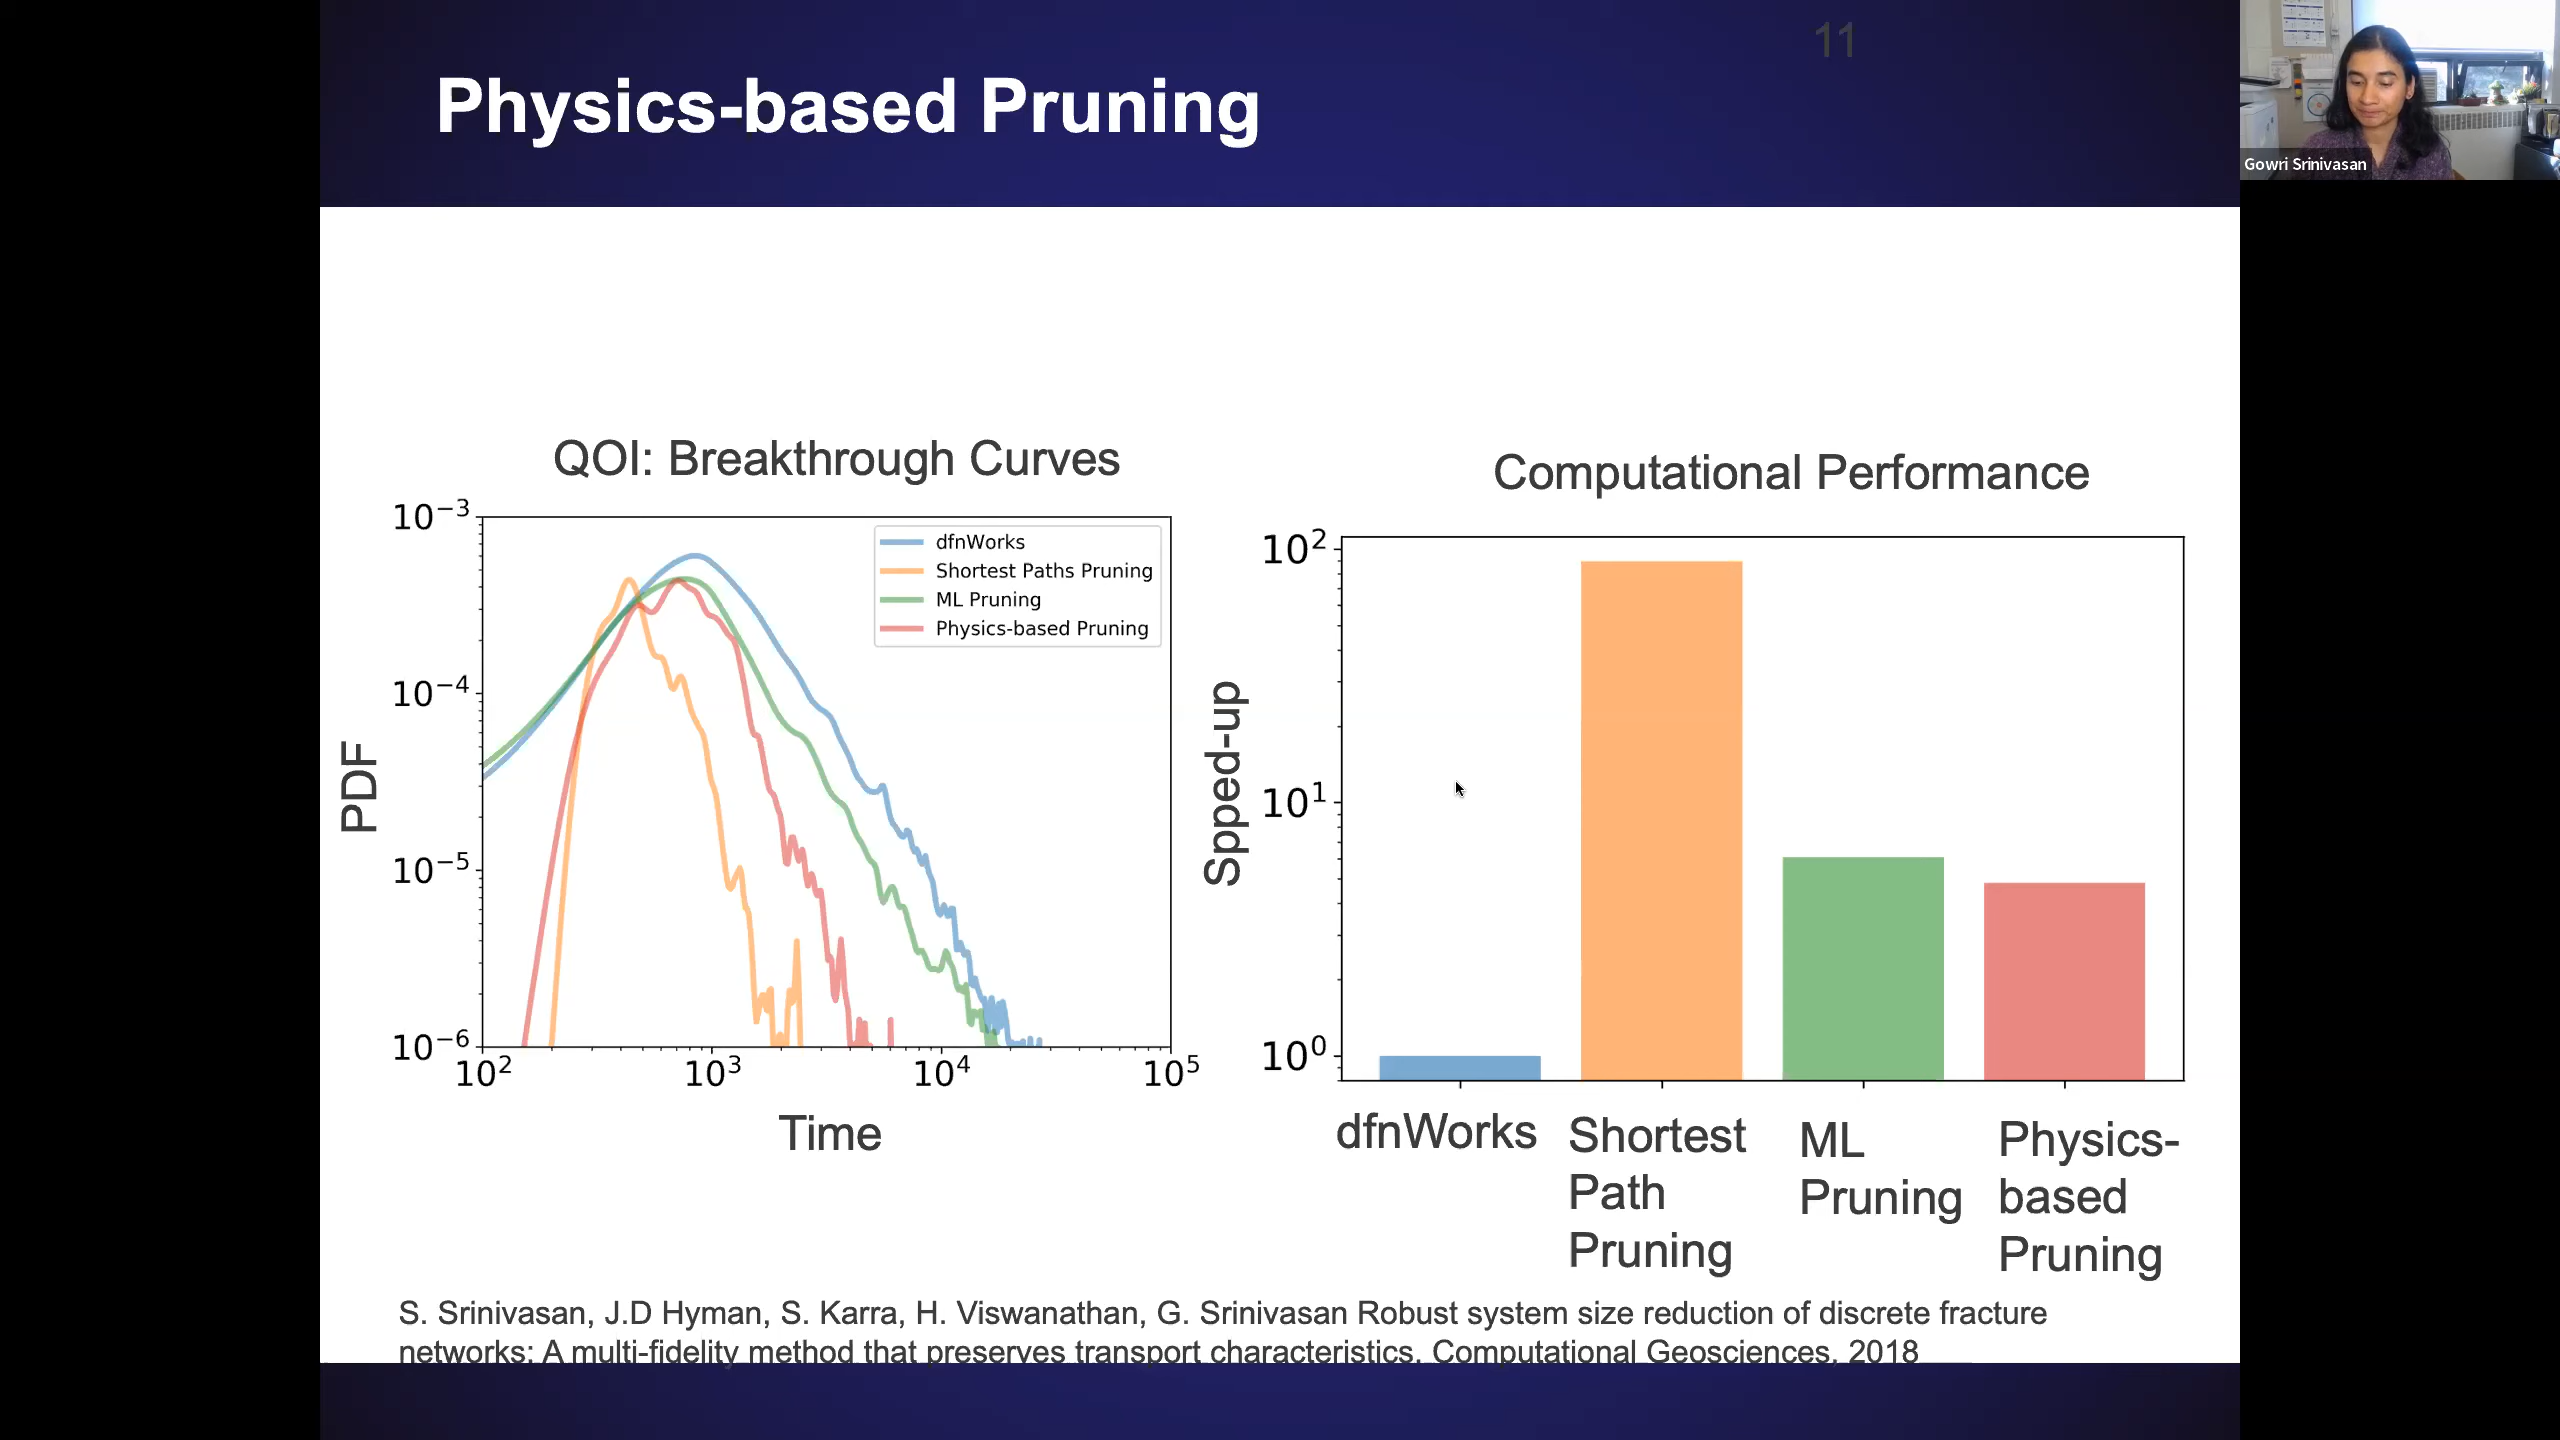 11
Physics-based Pruning
Gowri Srinivasan
QOI: Breakthrough Curves
10⁻³
10⁻⁴
10⁻⁵
10⁻⁶
PDF
dfnWorks
Shortest Paths Pruning
ML Pruning
Physics-based Pruning
10²
10³
10⁴
10⁵
Time
Computational Performance
10²
10¹
10⁰
Spped-up
dfnWorks
Shortest
Path
Pruning
ML
Pruning
Physics-
based
Pruning
S. Srinivasan, J.D Hyman, S. Karra, H. Viswanathan, G. Srinivasan Robust system size reduction of discrete fracture
networks: A multi-fidelity method that preserves transport characteristics. Computational Geosciences. 2018